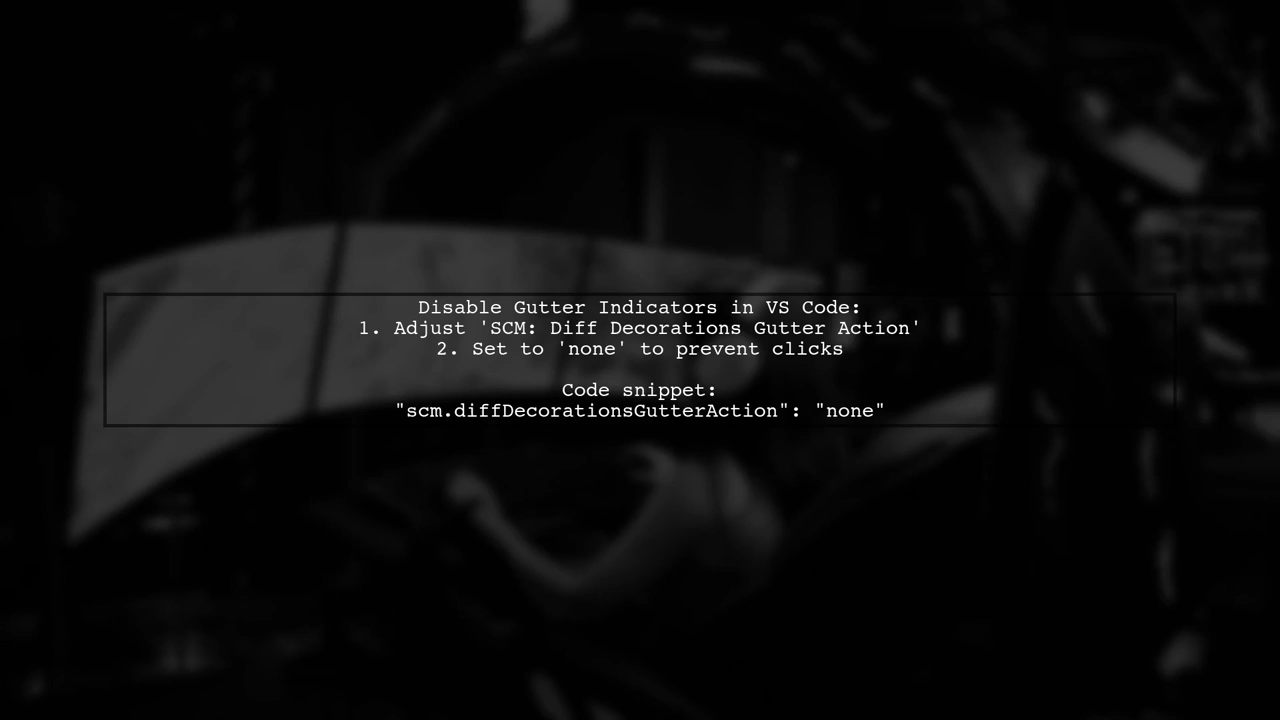 Disable Gutter Indicators in VS Code:
1. Adjust 'SCM: Diff Decorations Gutter Action'
2. Set to 'none' to prevent clicks
Code snippet:
"scm.diffDecorationsGutterAction": "none"